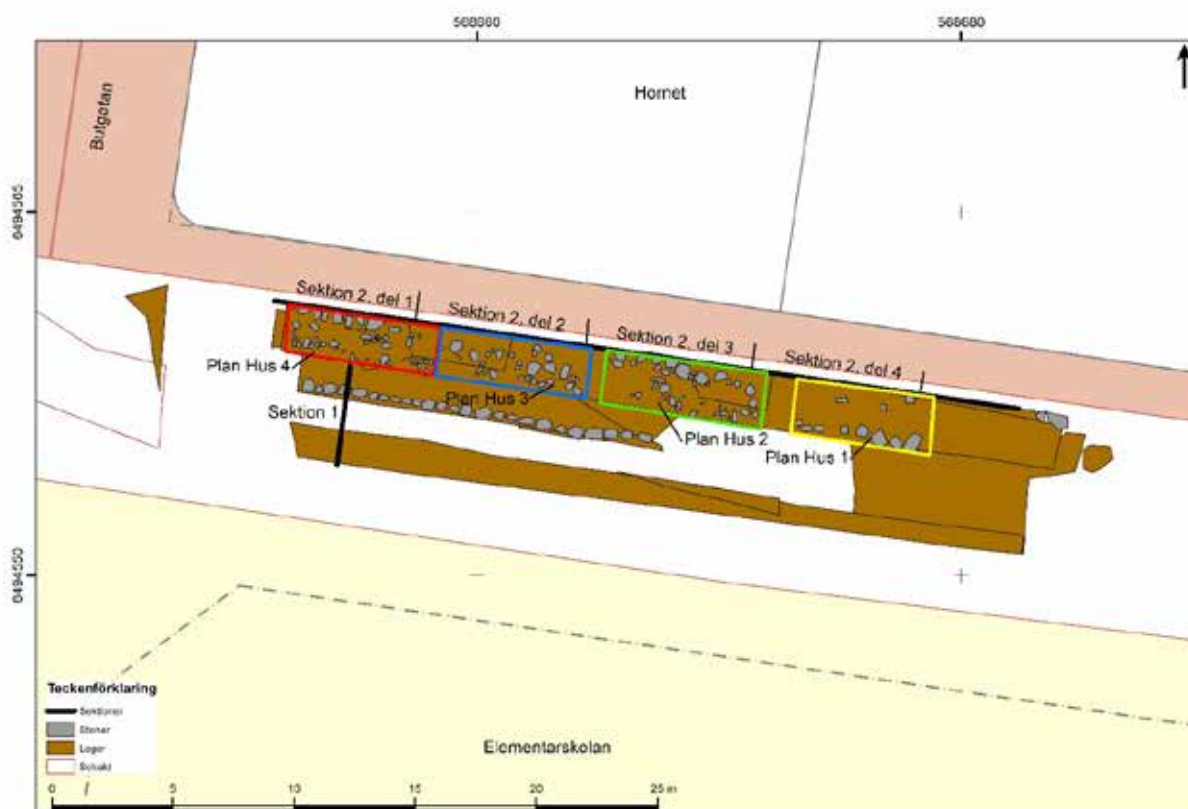 568660
568680
Hornet
Butgatan
6494565
Sektion 2, del 1
Sektion 2, del 2
Sektion 2, del 3
Sektion 2, del 4
Plan Hus 4
Plan Hus 3
Sektion 1
Plan Hus 2
Plan Hus 1
6494550
Teckenförklaring
Sektioner
Stenar
Lager
Schakt
Elementarskolan
0 5 10 15 20 25 m